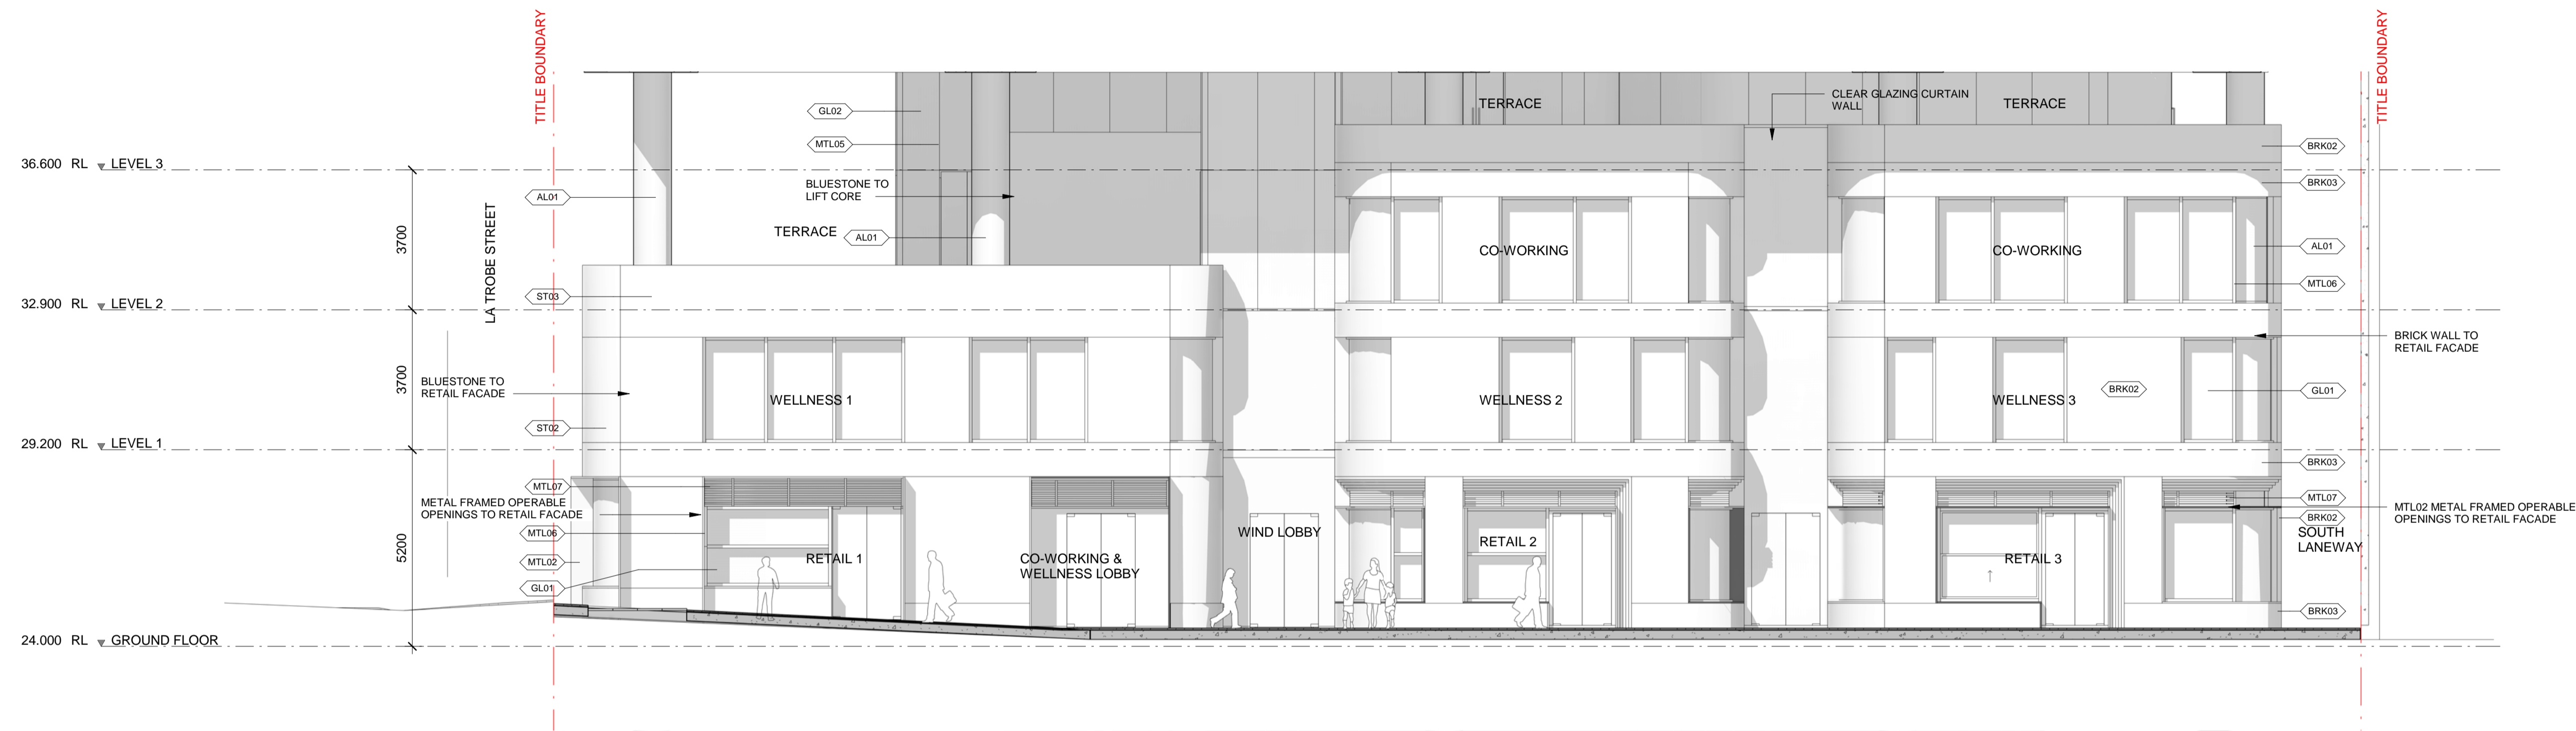 TITLE BOUNDARY
TITLE BOUNDARY
TERRACE
CLEAR GLAZING CURTAIN
WALL
TERRACE
GL02
MTL05
BRK02
36.600 RL LEVEL 3
BLUESTONE TO
LIFT CORE
BRK03
AL01
LA TROBE STREET
3700
TERRACE
AL01
CO-WORKING
CO-WORKING
AL01
ST03
MTL06
32.900 RL LEVEL 2
BRICK WALL TO
RETAIL FACADE
3700
BLUESTONE TO
RETAIL FACADE
WELLNESS 1
WELLNESS 2
WELLNESS 3
BRK02
GL01
ST02
29.200 RL LEVEL 1
BRK03
MTL07
MTL07
METAL FRAMED OPERABLE
OPENINGS TO RETAIL FACADE
MTL02 METAL FRAMED OPERABLE
OPENINGS TO RETAIL FACADE
BRK02
MTL06
5200
WIND LOBBY
RETAIL 2
SOUTH
LANEWAY
MTL02
RETAIL 1
CO-WORKING &
WELLNESS LOBBY
RETAIL 3
GL01
BRK03
24.000 RL GROUND FLOOR